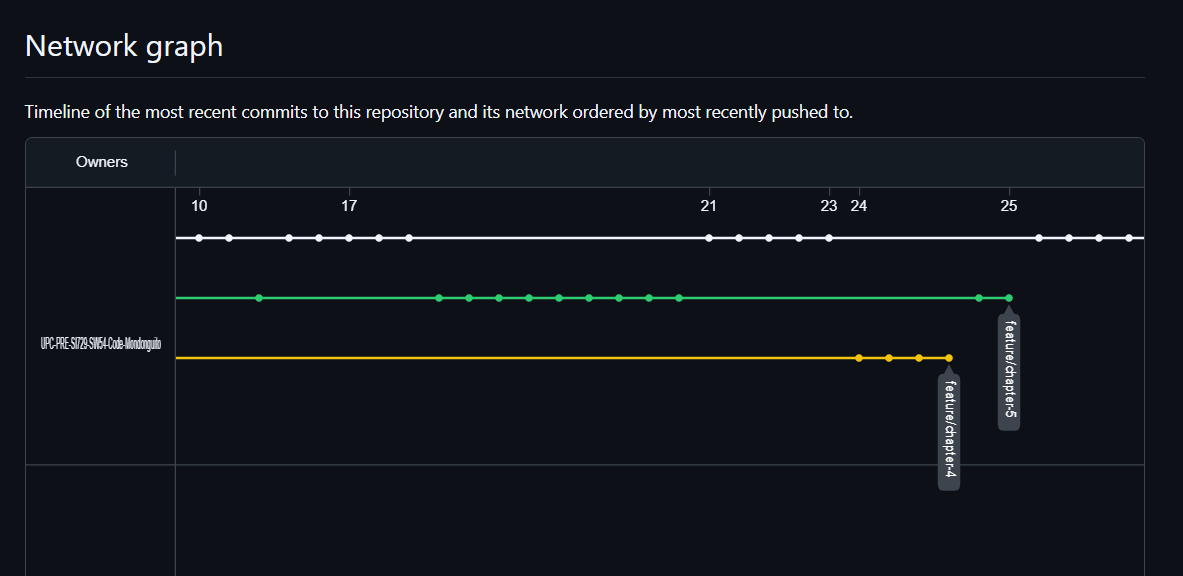 Network graph
Timeline of the most recent commits to this repository and its network ordered by most recently pushed to.
Owners
10 17 21 23 24 25
UPC-PRE-SI729-SW54-Code-Mondonguito
feature/chapter-5
feature/chapter-4